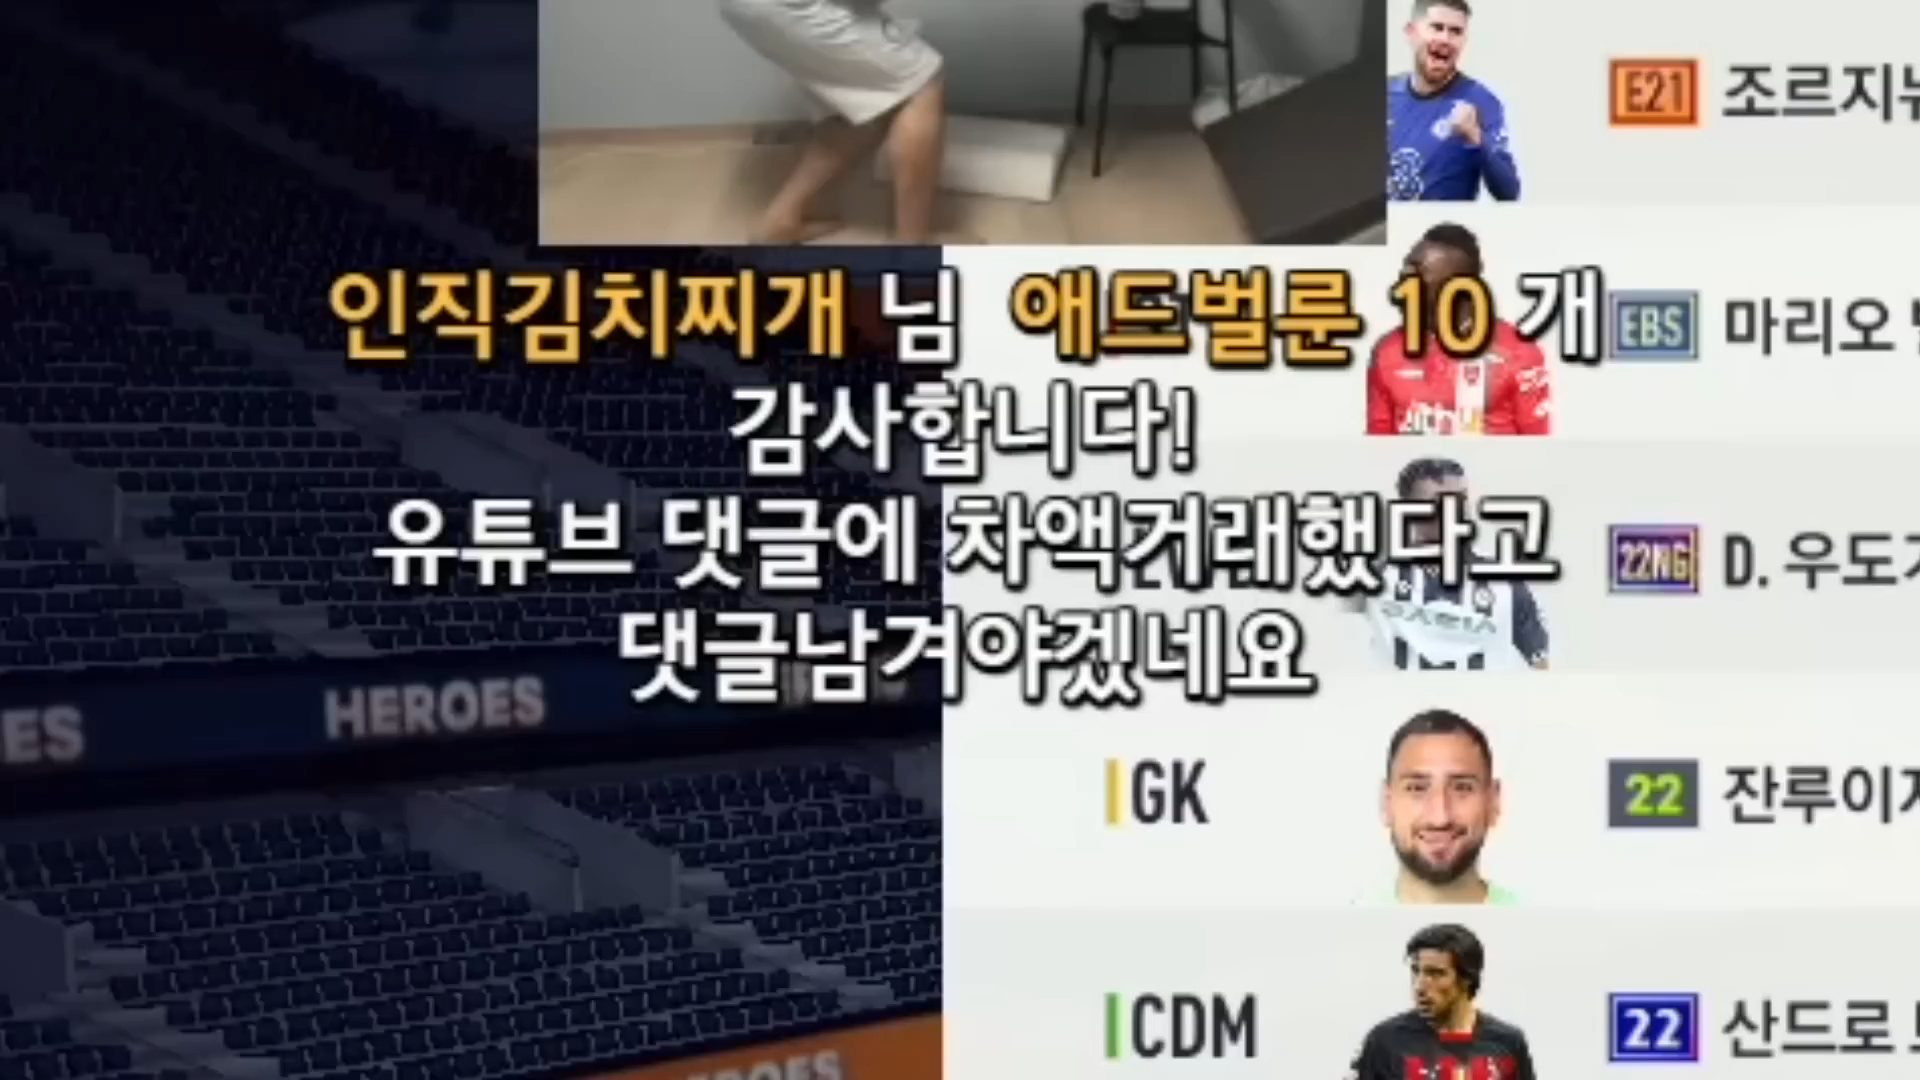 E21 조르지뉴
인직김치찌개 님 애드벌룬 10 개
감사합니다!
유튜브 댓글에 차액거래했다고
댓글남겨야겠네요
EBS 마리오
22NG D. 우도
HEROES
ES
GK
22 잔루이
CDM
22 산드로